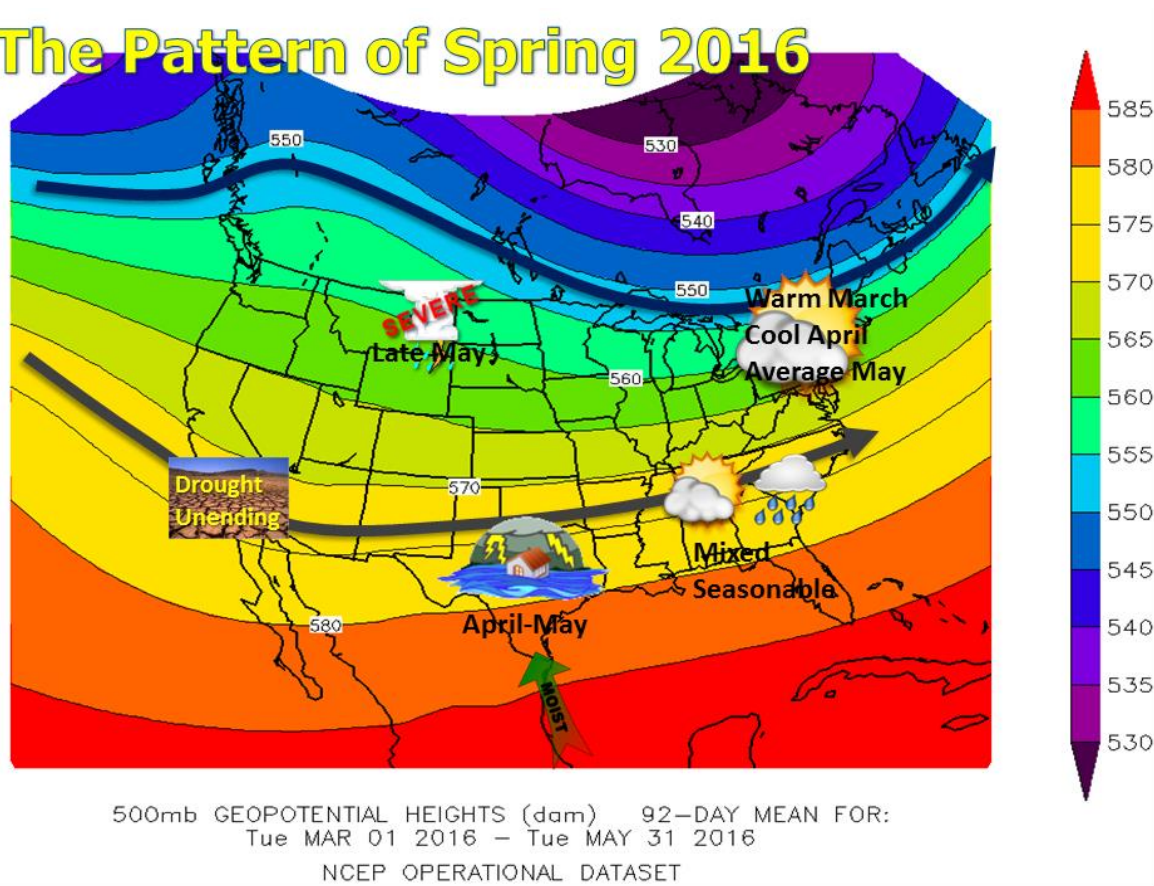 The Pattern of Spring 2016
550
530
540
550
SEVERE
Late May
Warm March
Cool April
Average May
560
570
Drought
Unending
Mixed
Seasonable
April-May
580
MOIST
585
580
575
570
565
560
555
550
545
540
535
530
500mb GEOPOTENTIAL HEIGHTS (dam) 92-DAY MEAN FOR:
Tue MAR 01 2016 - Tue MAY 31 2016
NCEP OPERATIONAL DATASET